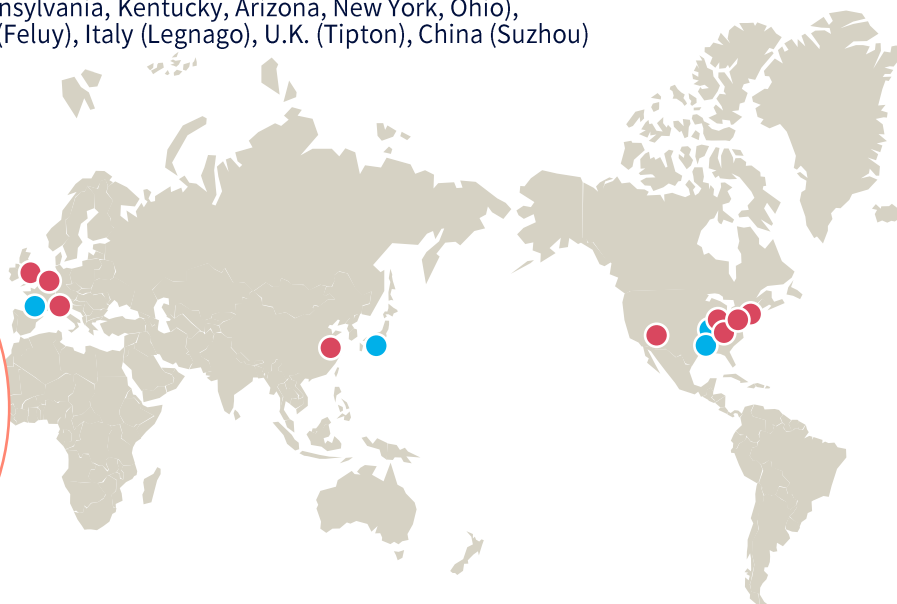 nsylvania, Kentucky, Arizona, New York, Ohio),
(Feluy), Italy (Legnago), U.K. (Tipton), China (Suzhou)